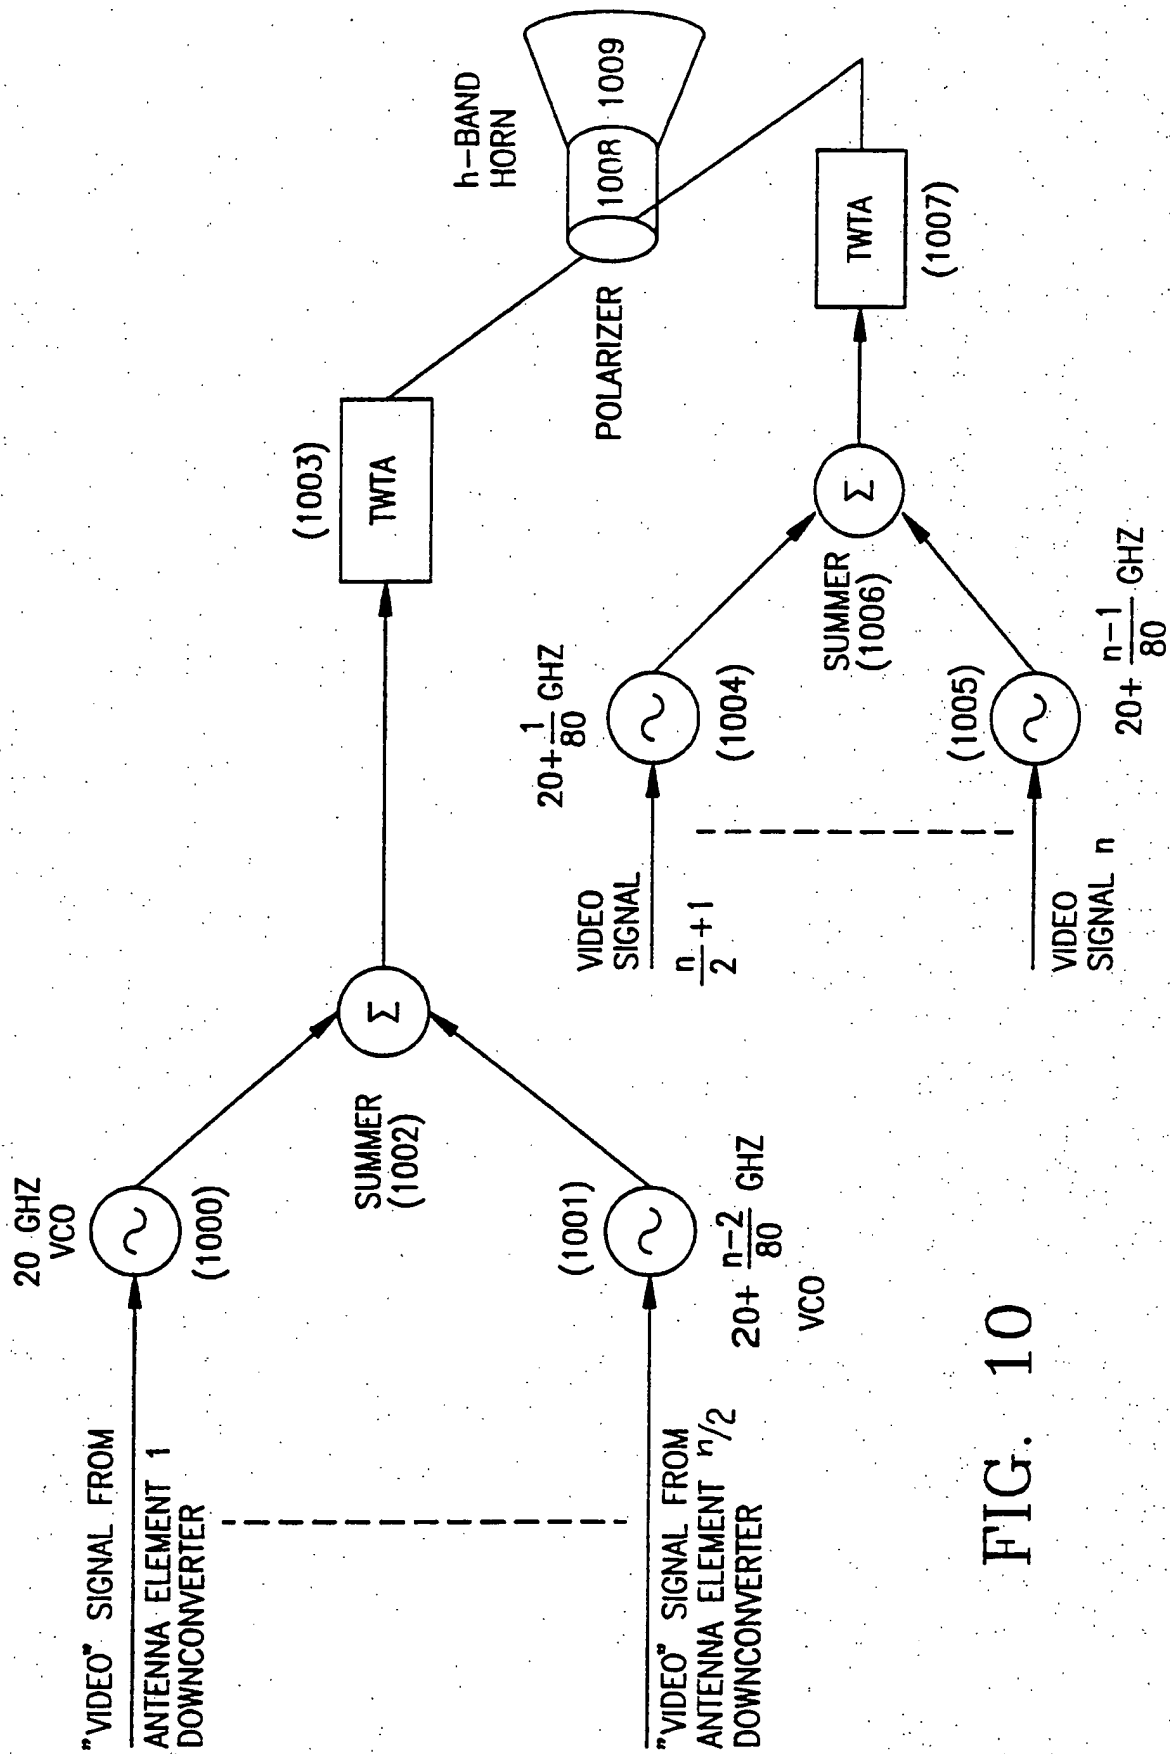 20 GHZ
VCO
(1000)
"VIDEO" SIGNAL FROM
ANTENNA ELEMENT 1
DOWNCONVERTER
SUMMER
(1002)
Σ
(1003)
TWTA
(1001)
20+ n-2/80 GHZ
VCO
"VIDEO" SIGNAL FROM
ANTENNA ELEMENT n/2
DOWNCONVERTER
h-BAND
HORN
1008
1009
POLARIZER
20+ 1/80 GHZ
(1004)
VIDEO
SIGNAL
n/2 +1
SUMMER
(1006)
Σ
TWTA
(1007)
(1005)
20+ n-1/80 GHZ
VIDEO
SIGNAL n
FIG. 10